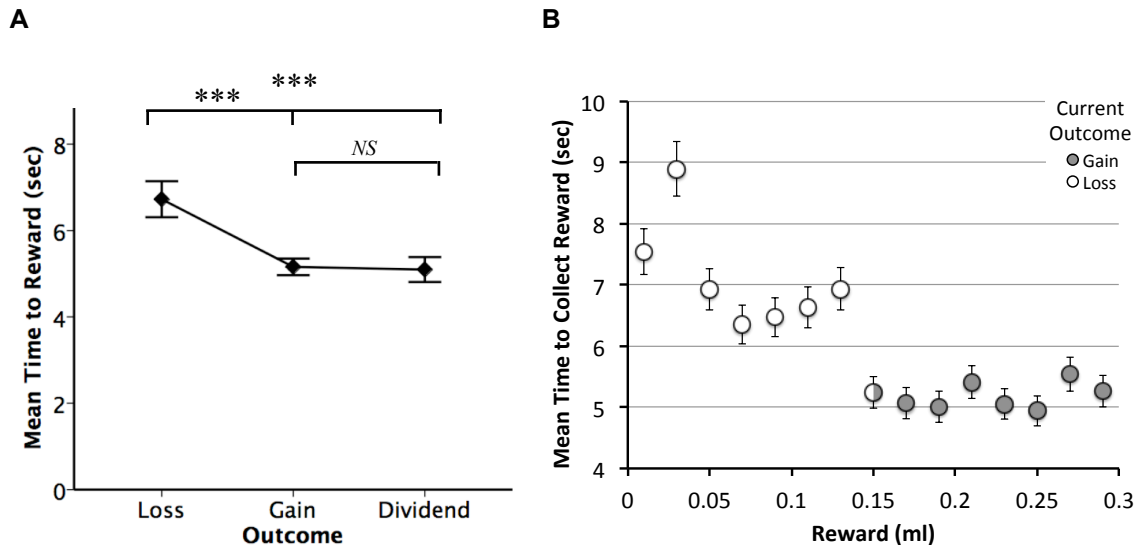 A
***
***
NS
Mean Time to Reward (sec)
8
6
4
2
0
Loss Gain Dividend
Outcome
B
Mean Time to Collect Reward (sec)
10
9
8
7
6
5
4
Current
Outcome
Gain
Loss
0 0.05 0.1 0.15 0.2 0.25 0.3
Reward (ml)